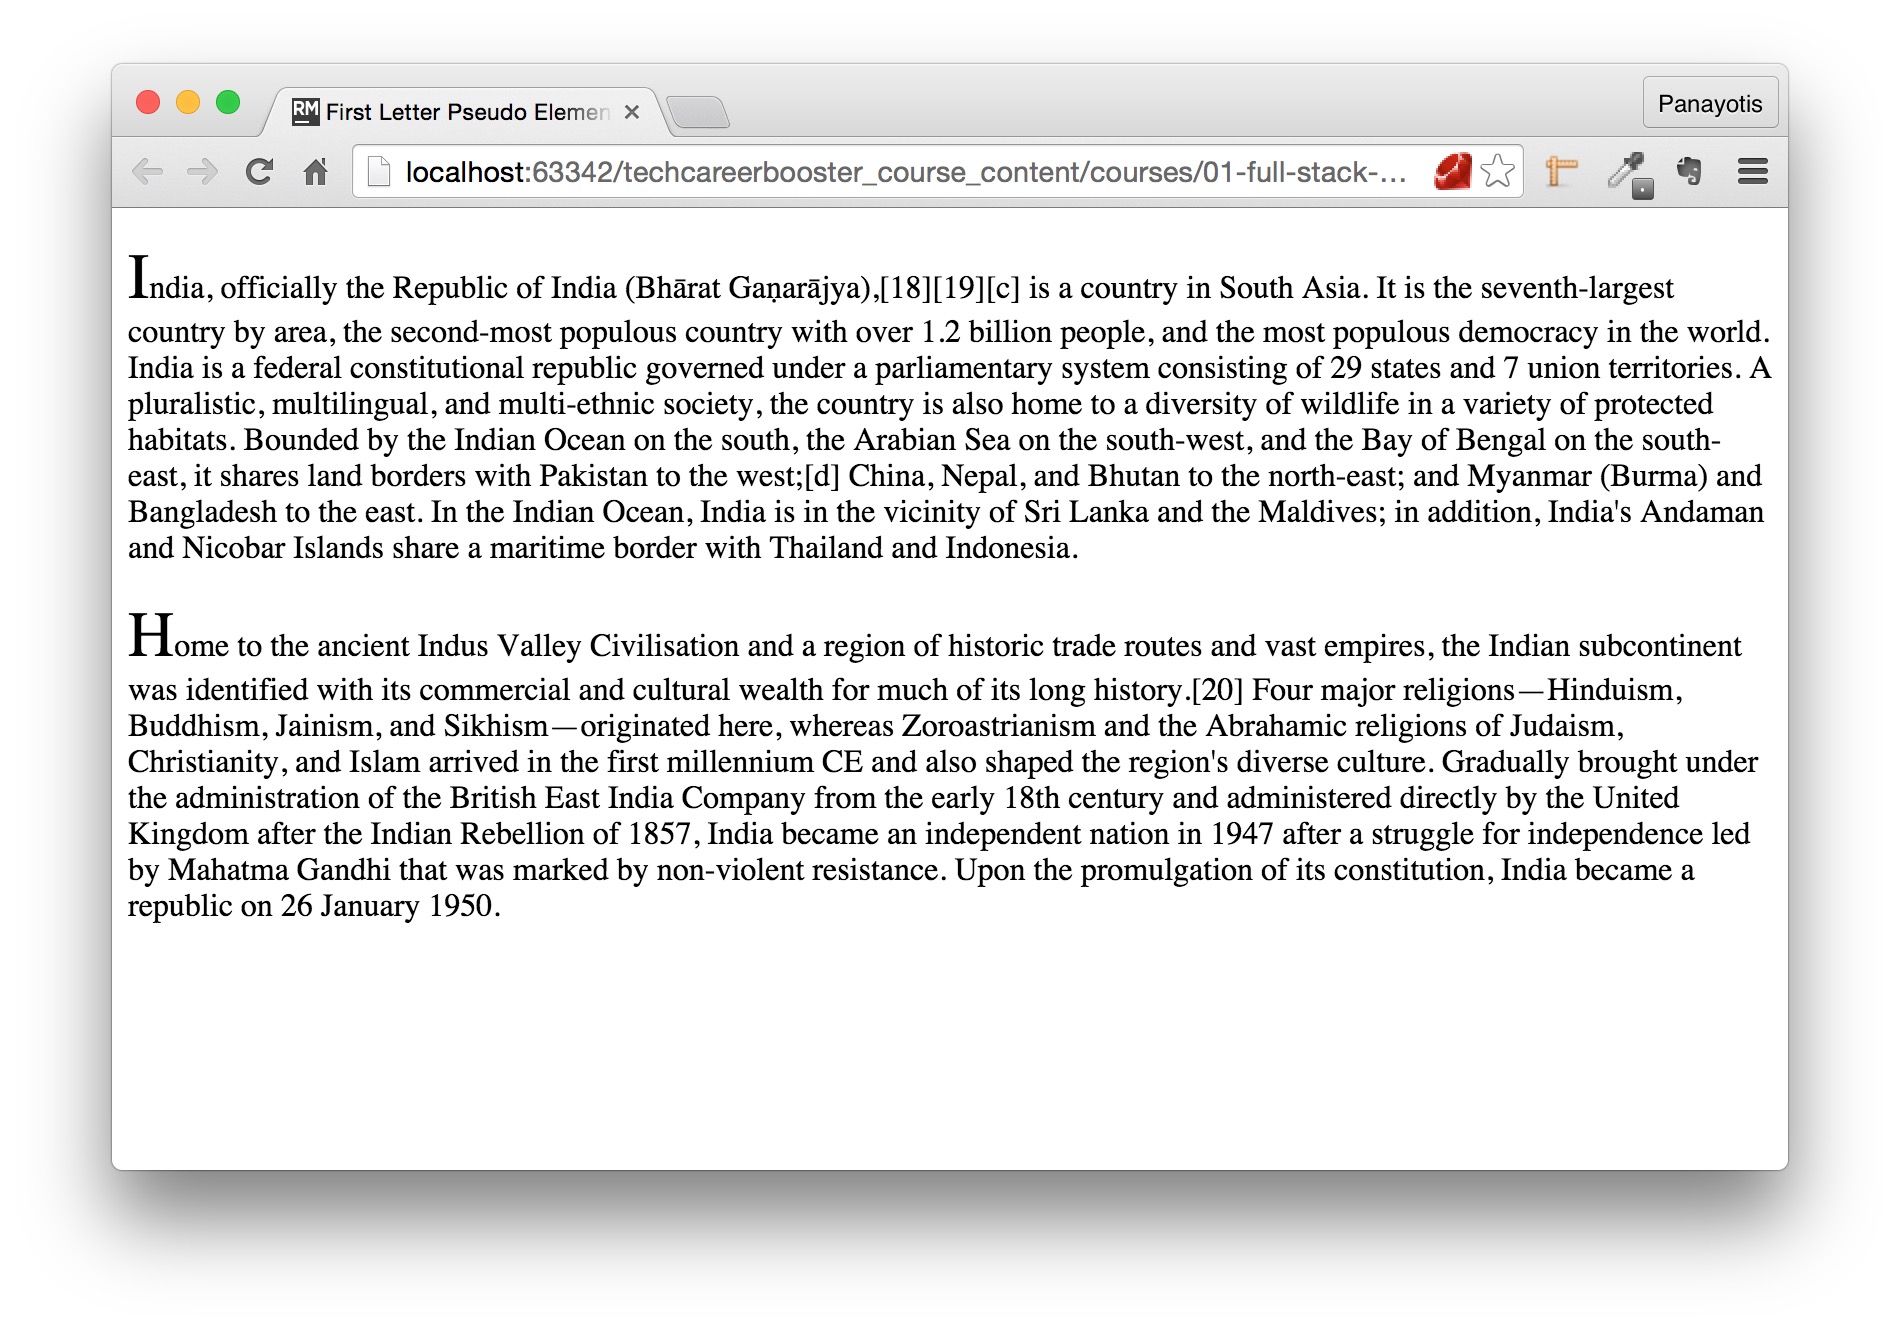 RM First Letter Pseudo Elemen
Panayotis
localhost:63342/techcareerbooster_course_content/courses/01-full-stack-...
India, officially the Republic of India (Bhārat Gaṇarājya),[18][19][c] is a country in South Asia. It is the seventh-largest
country by area, the second-most populous country with over 1.2 billion people, and the most populous democracy in the world.
India is a federal constitutional republic governed under a parliamentary system consisting of 29 states and 7 union territories. A
pluralistic, multilingual, and multi-ethnic society, the country is also home to a diversity of wildlife in a variety of protected
habitats. Bounded by the Indian Ocean on the south, the Arabian Sea on the south-west, and the Bay of Bengal on the south-
east, it shares land borders with Pakistan to the west;[d] China, Nepal, and Bhutan to the north-east; and Myanmar (Burma) and
Bangladesh to the east. In the Indian Ocean, India is in the vicinity of Sri Lanka and the Maldives; in addition, India's Andaman
and Nicobar Islands share a maritime border with Thailand and Indonesia.
Home to the ancient Indus Valley Civilisation and a region of historic trade routes and vast empires, the Indian subcontinent
was identified with its commercial and cultural wealth for much of its long history.[20] Four major religions—Hinduism,
Buddhism, Jainism, and Sikhism—originated here, whereas Zoroastrianism and the Abrahamic religions of Judaism,
Christianity, and Islam arrived in the first millennium CE and also shaped the region's diverse culture. Gradually brought under
the administration of the British East India Company from the early 18th century and administered directly by the United
Kingdom after the Indian Rebellion of 1857, India became an independent nation in 1947 after a struggle for independence led
by Mahatma Gandhi that was marked by non-violent resistance. Upon the promulgation of its constitution, India became a
republic on 26 January 1950.